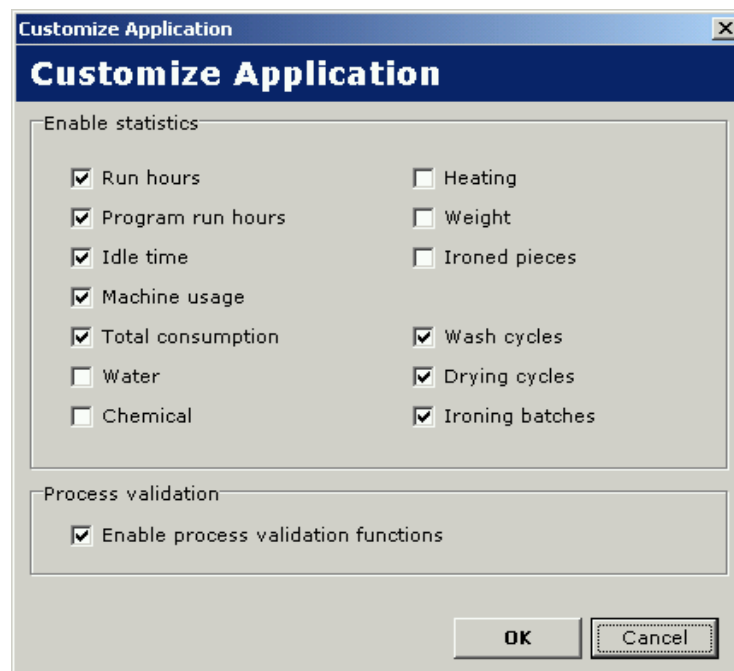 Customize Application
Customize Application
Enable statistics
Run hours
Heating
Program run hours
Weight
Idle time
Ironed pieces
Machine usage
Total consumption
Wash cycles
Water
Drying cycles
Chemical
Ironing batches
Process validation
Enable process validation functions
OK
Cancel